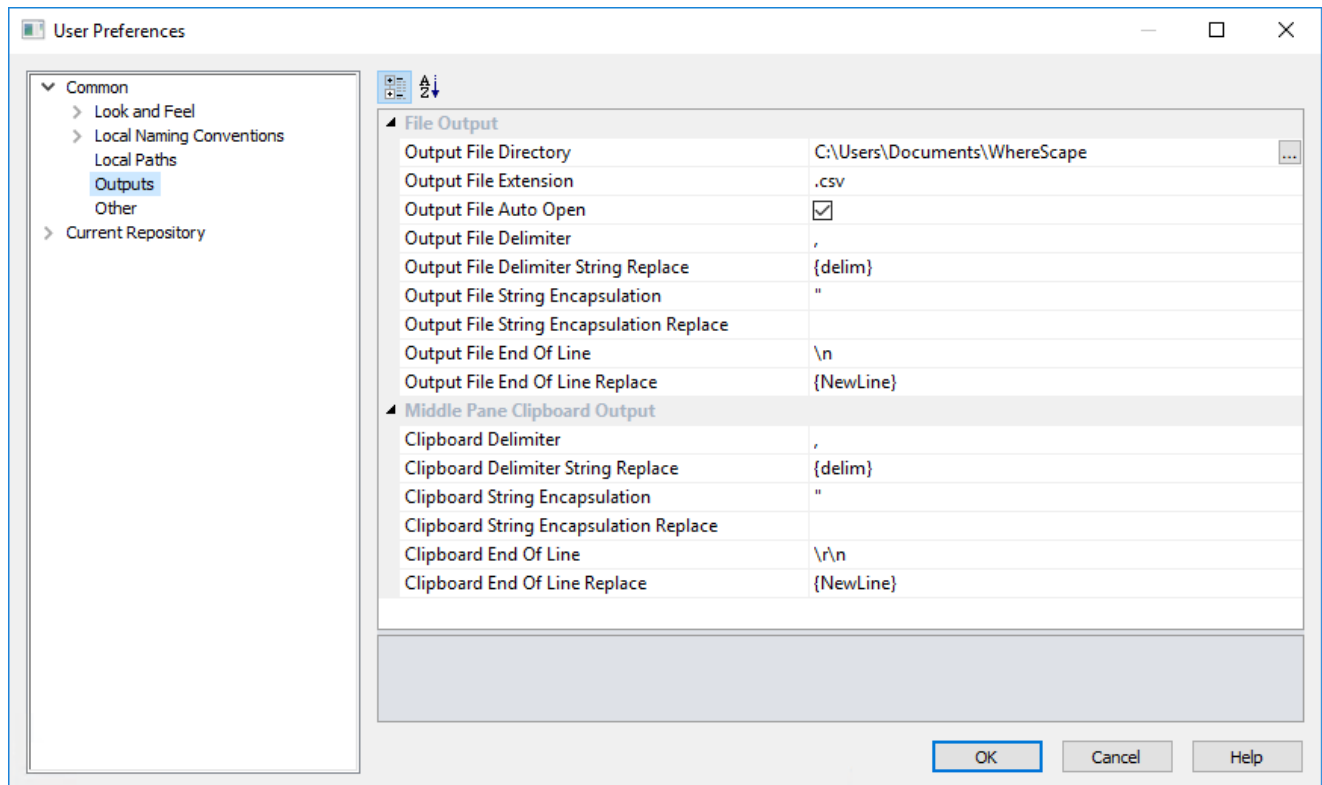 User Preferences
Common
Look and Feel
Local Naming Conventions
Local Paths
Outputs
Other
Current Repository
File Output
Output File Directory C:\Users\Documents\WhereScape ...
Output File Extension .csv
Output File Auto Open
Output File Delimiter ,
Output File Delimiter String Replace {delim}
Output File String Encapsulation "
Output File String Encapsulation Replace
Output File End Of Line \n
Output File End Of Line Replace {NewLine}
Middle Pane Clipboard Output
Clipboard Delimiter ,
Clipboard Delimiter String Replace {delim}
Clipboard String Encapsulation "
Clipboard String Encapsulation Replace
Clipboard End Of Line \r\n
Clipboard End Of Line Replace {NewLine}
OK Cancel Help